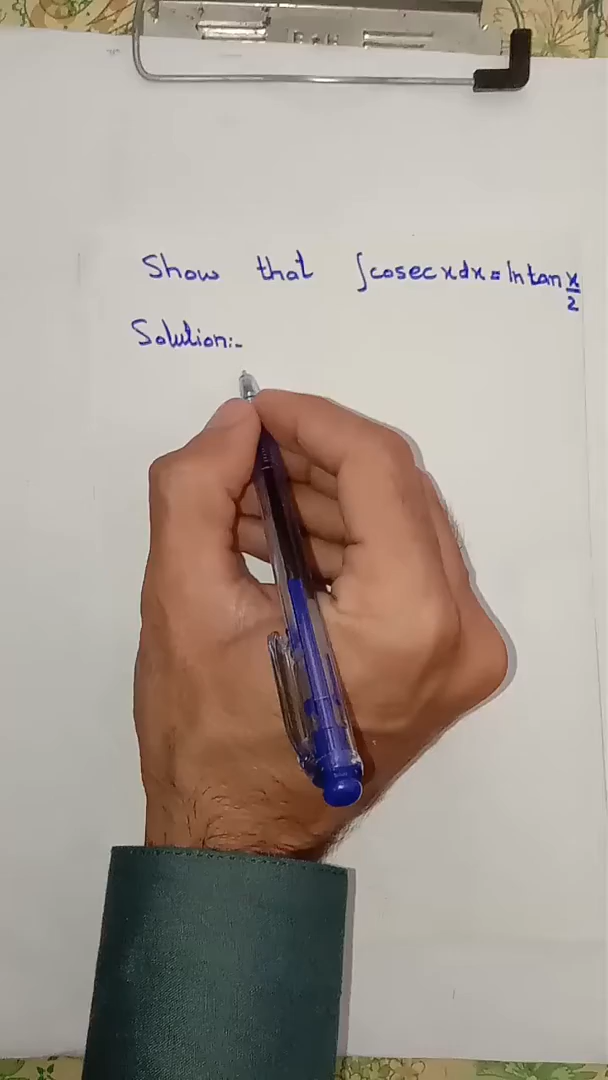 Show that ∫cosec x dx = ln tan x/2
Solution:-